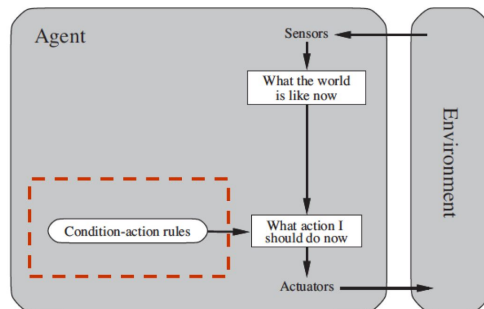 Agent
Sensors
What the world
is like now
Condition-action rules
What action I
should do now
Actuators
Environment